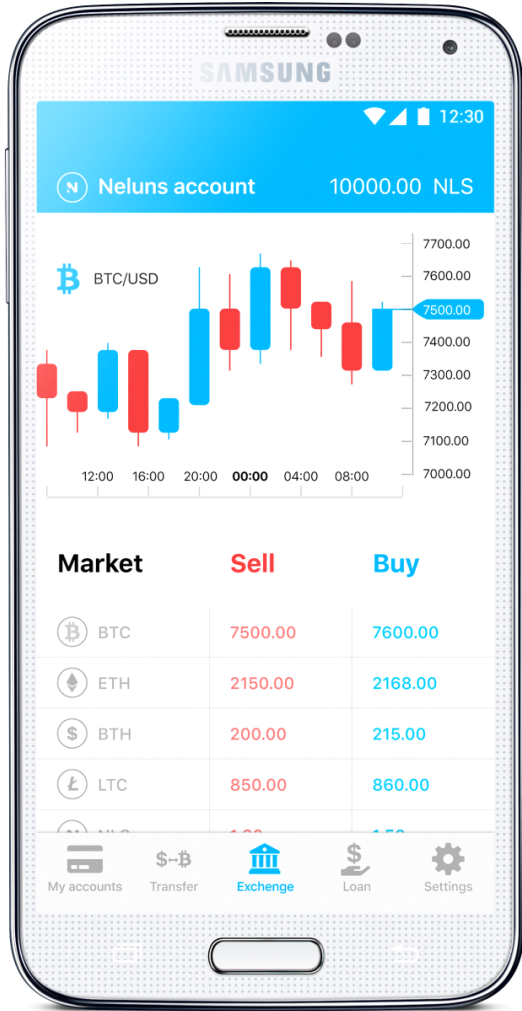 SAMSUNG
12:30
Neluns account 10000.00 NLS
BTC/USD
7700.00
7600.00
7500.00
7400.00
7300.00
7200.00
7100.00
7000.00
12:00 16:00 20:00 00:00 04:00 08:00
Market Sell Buy
BTC 7500.00 7600.00
ETH 2150.00 2168.00
$ BTH 200.00 215.00
LTC 850.00 860.00
My accounts Transfer Exchenge Loan Settings